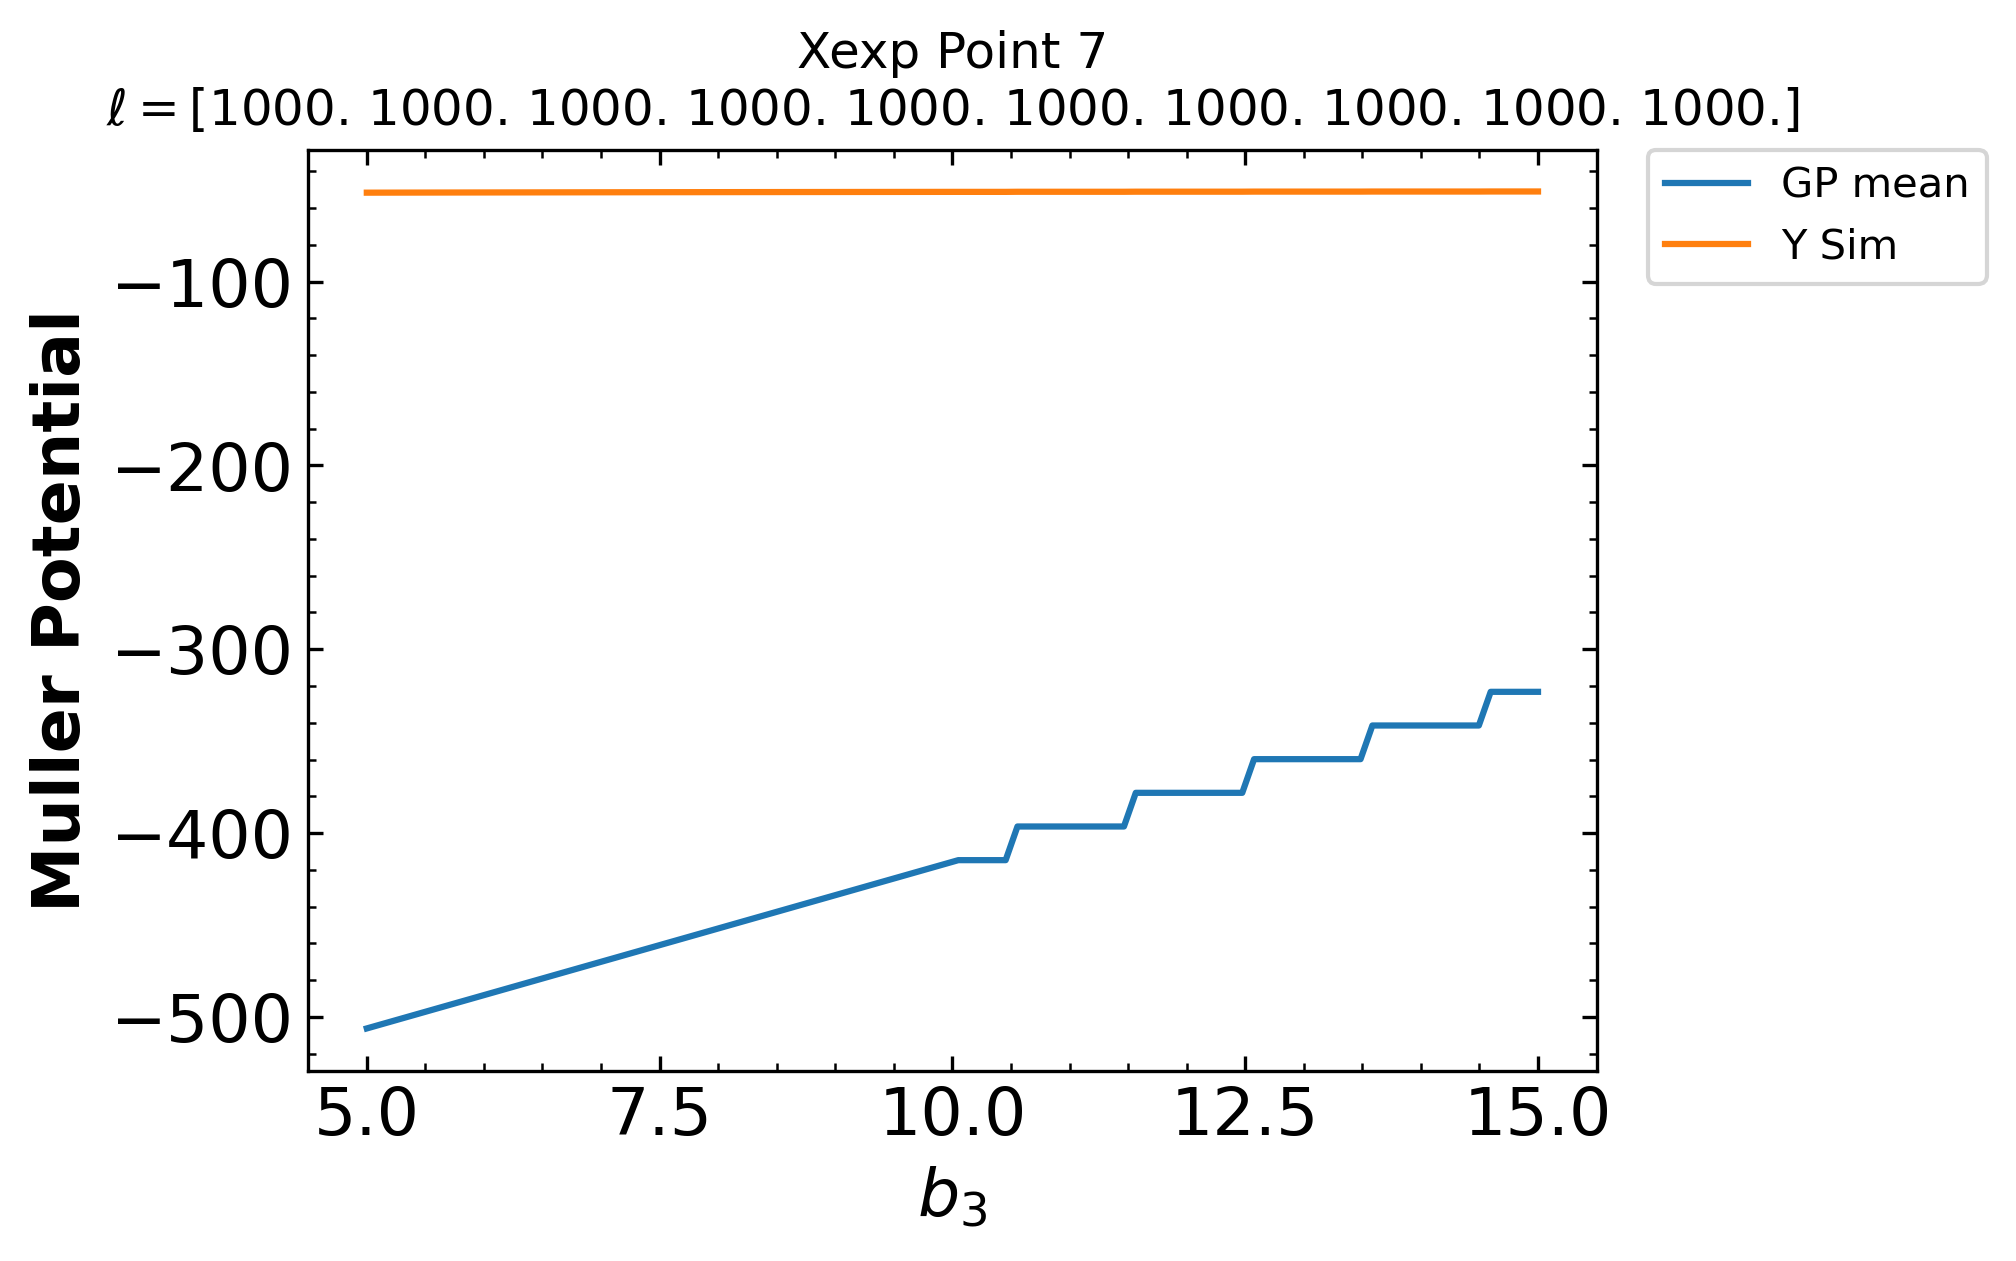 Xexp Point 7
ℓ = [1000. 1000. 1000. 1000. 1000. 1000. 1000. 1000. 1000. 1000.]
GP mean
Y Sim
Muller Potential
−100
−200
−300
−400
−500
5.0 7.5 10.0 12.5 15.0
b₃